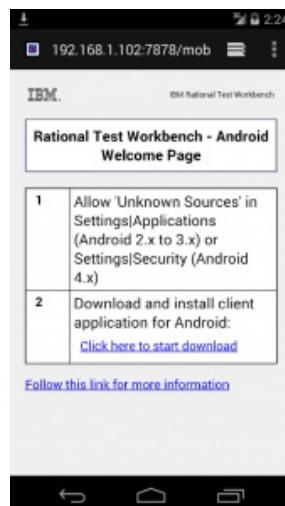 2:24
192.168.1.102:7878/mob
IBM.
IBM Rational Test Workbench
Rational Test Workbench - Android
Welcome Page
1
Allow 'Unknown Sources' in
Settings|Applications
(Android 2.x to 3.x) or
Settings|Security (Android
4.x)
2
Download and install client
application for Android:
Click here to start download
Follow this link for more information